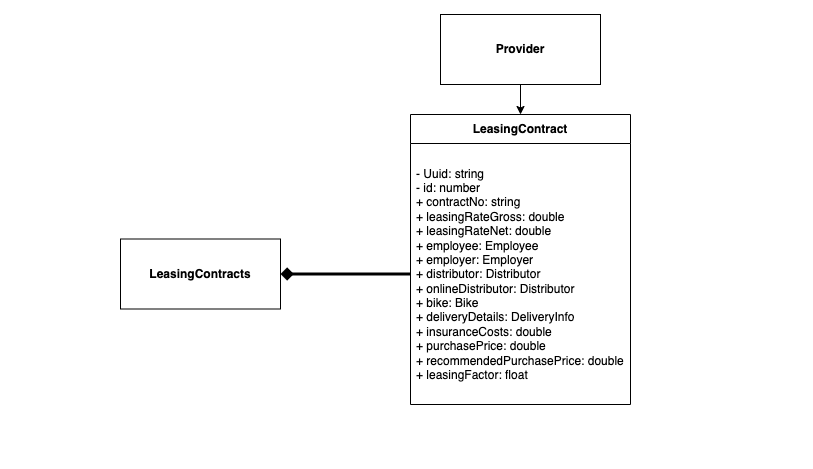 Provider
LeasingContract
- Uuid: string
- id: number
+ contractNo: string
+ leasingRateGross: double
+ leasingRateNet: double
+ employee: Employee
+ employer: Employer
+ distributor: Distributor
+ onlineDistributor: Distributor
+ bike: Bike
+ deliveryDetails: DeliveryInfo
+ insuranceCosts: double
+ purchasePrice: double
+ recommendedPurchasePrice: double
+ leasingFactor: float
LeasingContracts